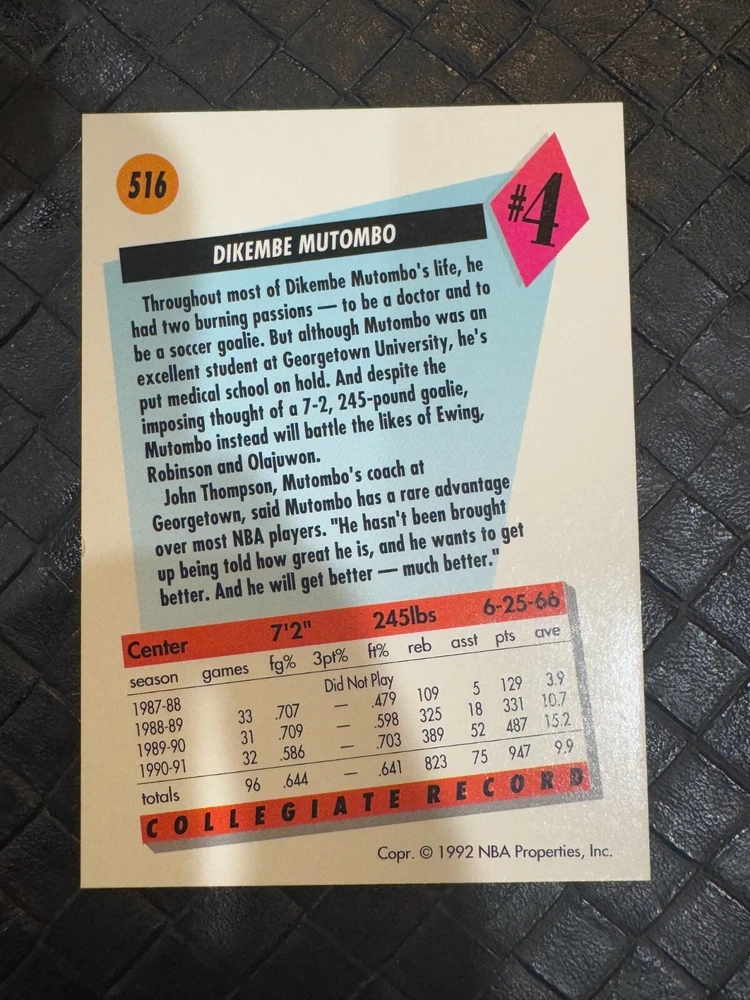 516
#4
DIKEMBE MUTOMBO
Throughout most of Dikembe Mutombo's life, he
had two burning passions — to be a doctor and to
be a soccer goalie. But although Mutombo was an
excellent student at Georgetown University, he's
put medical school on hold. And despite the
imposing thought of a 7-2, 245-pound goalie,
Mutombo instead will battle the likes of Ewing,
Robinson and Olajuwon.
John Thompson, Mutombo's coach at
Georgetown, said Mutombo has a rare advantage
over most NBA players. "He hasn't been brought
up being told how great he is, and he wants to get
better. And he will get better — much better."
Center 7'2" 245lbs 6-25-66
season games fg% 3pt% ft% reb asst pts ave
1987-88 Did Not Play
1988-89 33 .707 — .479 109 5 129 3.9
1989-90 31 .709 — .598 325 18 331 10.7
1990-91 32 .586 — .703 389 52 487 15.2
totals 96 .644 — .641 823 75 947 9.9
COLLEGIATE RECORD
Copr. © 1992 NBA Properties, Inc.